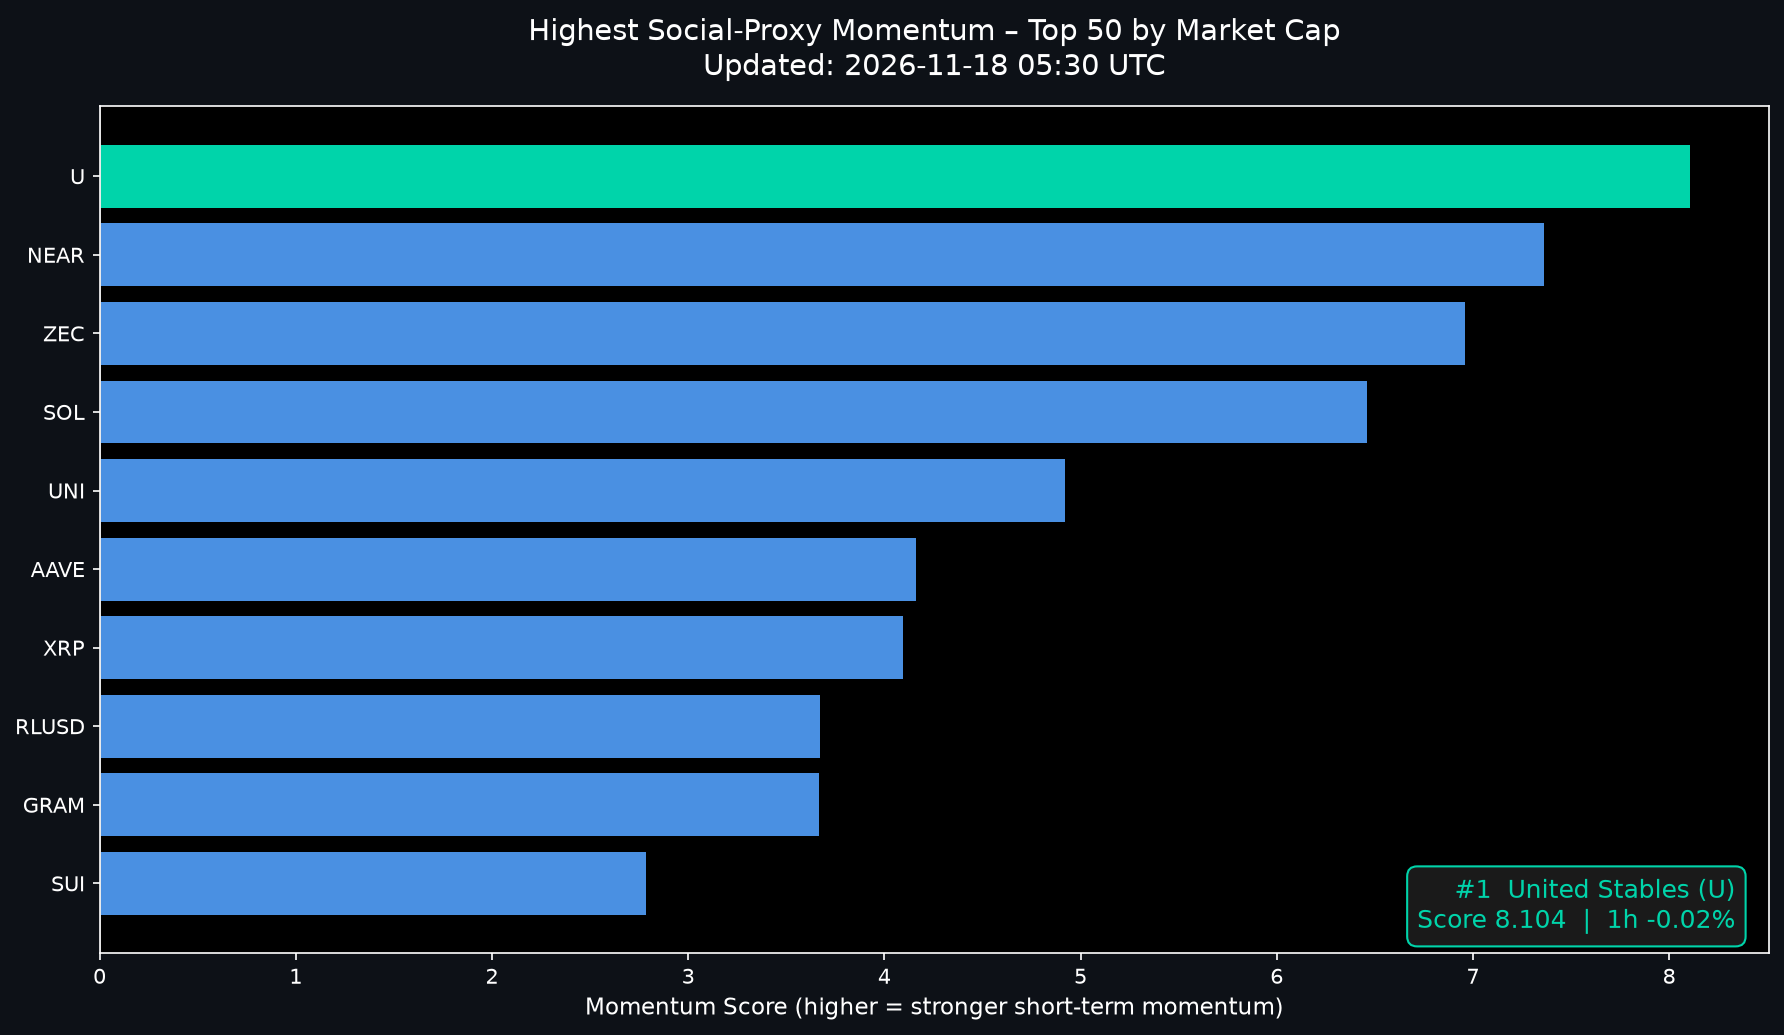 Highest Social-Proxy Momentum – Top 50 by Market Cap
Updated: 2026-11-18 05:30 UTC
U
NEAR
ZEC
SOL
UNI
AAVE
XRP
RLUSD
GRAM
SUI
#1  United Stables (U)
Score 8.104  |  1h -0.02%
0 1 2 3 4 5 6 7 8
Momentum Score (higher = stronger short-term momentum)